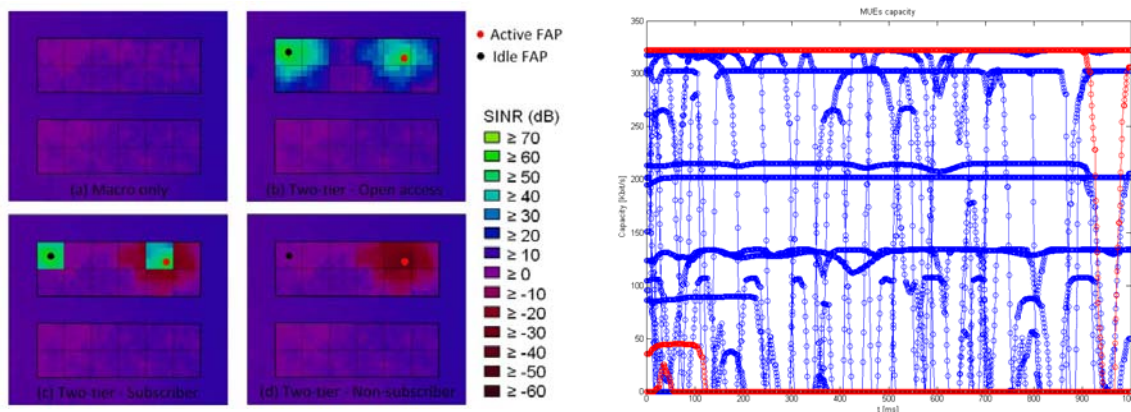 (a) Macro only
(b) Two-tier - Open access
(c) Two-tier - Subscriber
(d) Two-tier - Non-subscriber
Active FAP
Idle FAP
SINR (dB)
≥ 70
≥ 60
≥ 50
≥ 40
≥ 30
≥ 20
≥ 10
≥ 0
≥ -10
≥ -20
≥ -30
≥ -40
≥ -50
≥ -60
MUEs capacity
Capacity [Kbit/s]
350
300
250
200
150
100
50
0
0 100 200 300 400 500 600 700 800 900 1000
t [ms]